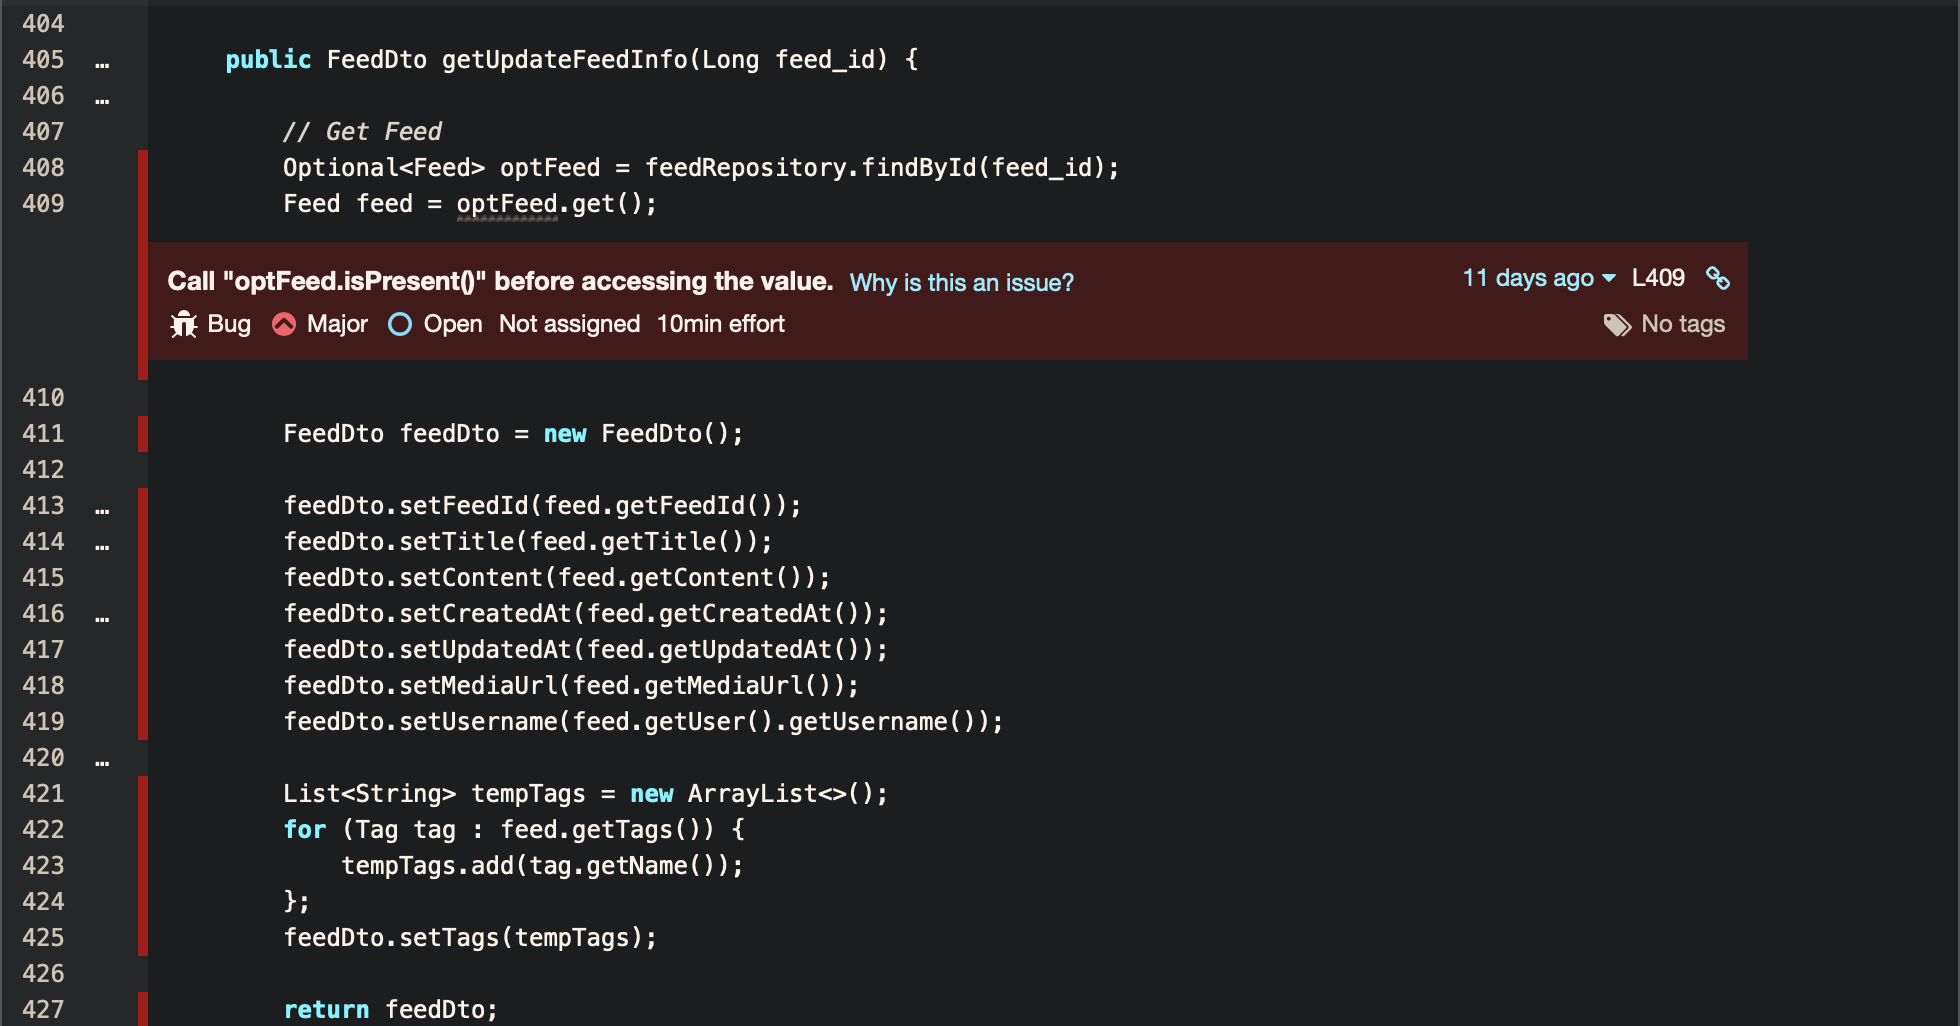 404
405 … public FeedDto getUpdateFeedInfo(Long feed_id) {
406 …
407 // Get Feed
408 Optional<Feed> optFeed = feedRepository.findById(feed_id);
409 Feed feed = optFeed.get();
Call "optFeed.isPresent()" before accessing the value. Why is this an issue? 11 days ago L409
Bug Major Open Not assigned 10min effort No tags
410
411 FeedDto feedDto = new FeedDto();
412
413 … feedDto.setFeedId(feed.getFeedId());
414 … feedDto.setTitle(feed.getTitle());
415 feedDto.setContent(feed.getContent());
416 … feedDto.setCreatedAt(feed.getCreatedAt());
417 feedDto.setUpdatedAt(feed.getUpdatedAt());
418 feedDto.setMediaUrl(feed.getMediaUrl());
419 feedDto.setUsername(feed.getUser().getUsername());
420 …
421 List<String> tempTags = new ArrayList<>();
422 for (Tag tag : feed.getTags()) {
423 tempTags.add(tag.getName());
424 };
425 feedDto.setTags(tempTags);
426
427 return feedDto;